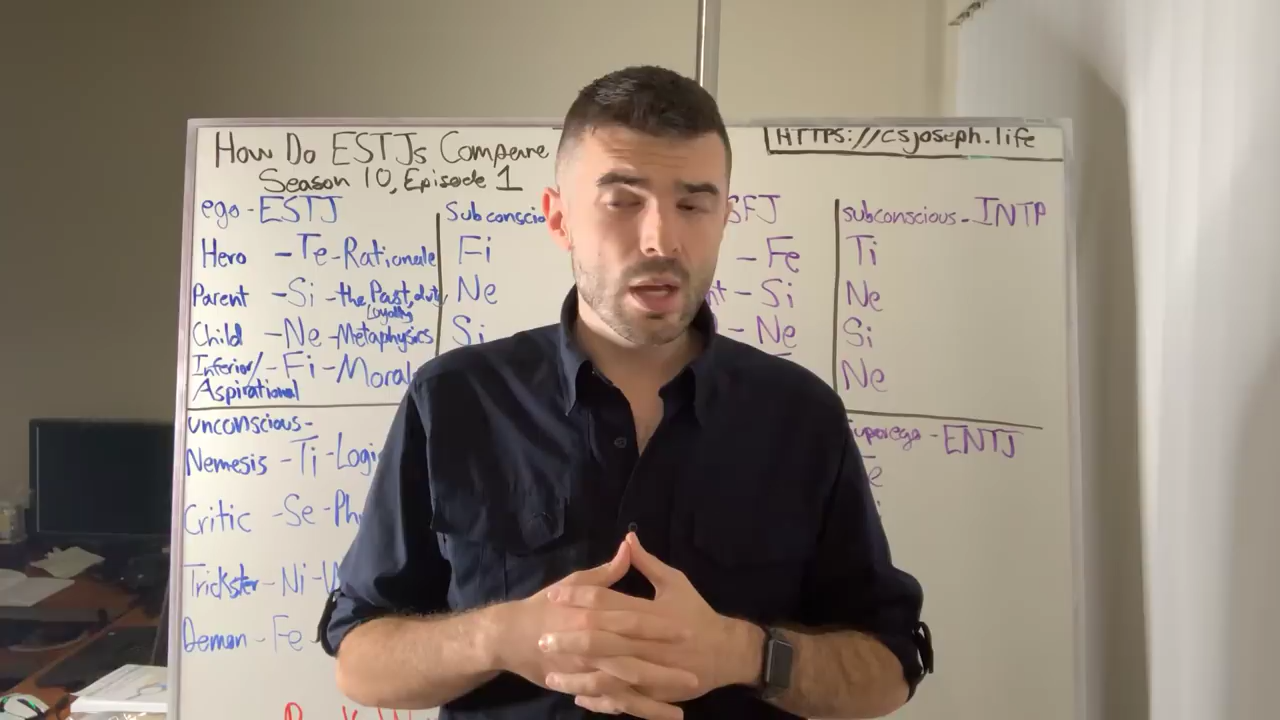 How Do ESTJs Compare
Season 10, Episode 1
HTTPS://csjoseph.life
ego - ESTJ
Hero - Te - Rationale
Parent - Si - the Past, duty,
Loyalty
Child - Ne - Metaphysics
Inferior/ - Fi - Moral
Aspirational
Subconscio
Fi
Ne
Si
SFJ
- Fe
nt - Si
- Ne
subconscious - INTP
Ti
Ne
Si
Ne
unconscious -
Nemesis - Ti - Logi
Critic - Se - Ph
Trickster - Ni - W
Demon - Fe -
uperego - ENTJ
e
i